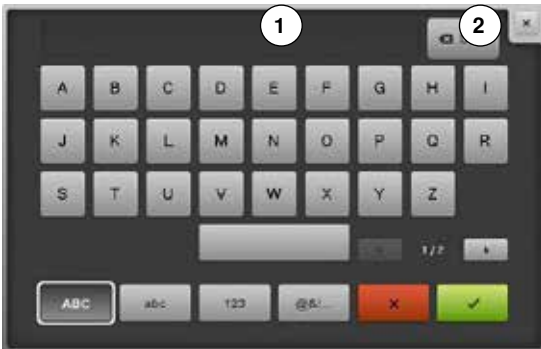 1 2
A B C D E F G H I
J K L M N O P Q R
S T U V W X Y Z
1/2
ABC abc 123 @&!...